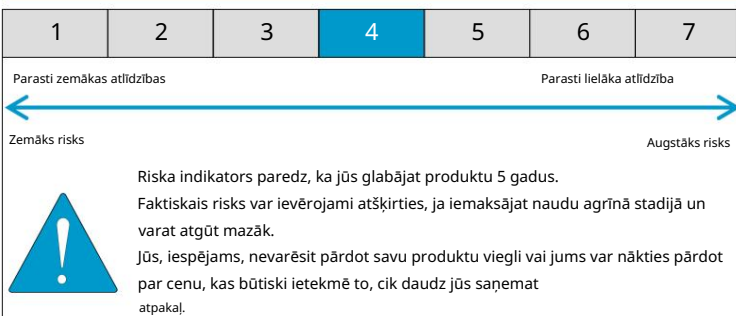 1 2 3 4 5 6 7
Parasti zemākas atlīdzības Parasti lielāka atlīdzība
Zemāks risks Augstāks risks
Riska indikators paredz, ka jūs glabājat produktu 5 gadus.
Faktiskais risks var ievērojami atšķirties, ja iemaksājat naudu agrīnā stadijā un
varat atgūt mazāk.
Jūs, iespējams, nevarēsit pārdot savu produktu viegli vai jums var nākties pārdot
par cenu, kas būtiski ietekmē to, cik daudz jūs saņemat
atpakaļ.